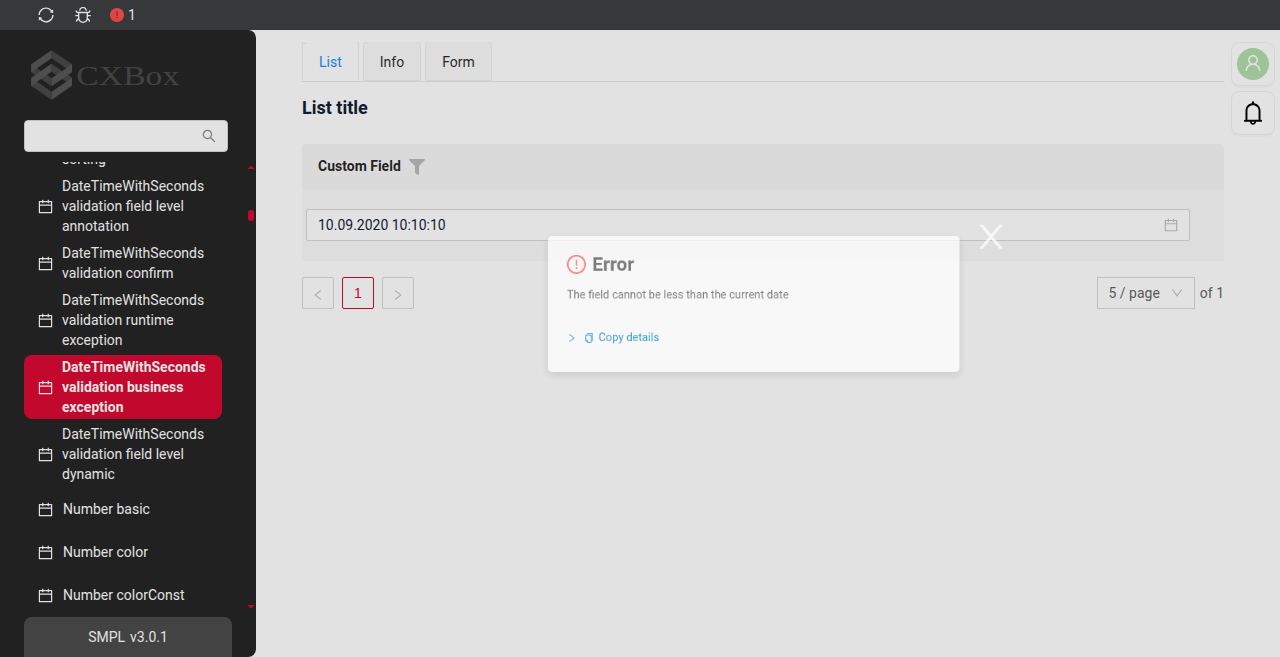 1
CXBox
sorting
DateTimeWithSeconds
validation field level
annotation
DateTimeWithSeconds
validation confirm
DateTimeWithSeconds
validation runtime
exception
DateTimeWithSeconds
validation business
exception
DateTimeWithSeconds
validation field level
dynamic
Number basic
Number color
Number colorConst
SMPL v3.0.1
List
Info
Form
List title
Custom Field
10.09.2020 10:10:10
Error
The field cannot be less than the current date
Copy details
1
5 / page
of 1